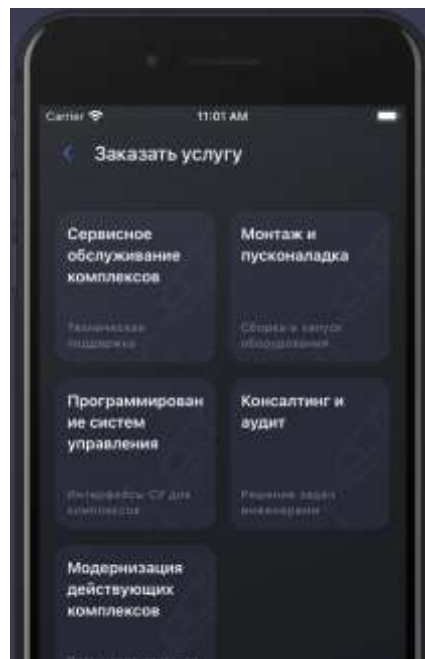 Carrier 11:01 AM
Заказать услугу
Сервисное
обслуживание
комплексов
Техническая
поддержка
Монтаж и
пусконаладка
Сборка и запуск
оборудования
Программирован
ие систем
управления
Интерфейсы СУ для
комплексов
Консалтинг и
аудит
Решение задач
инженерами
Модернизация
действующих
комплексов